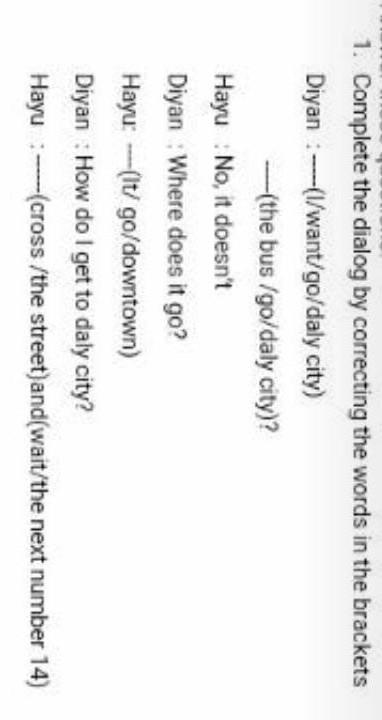 1. Complete the dialog by correcting the words in the brackets
Diyan : ----(I/want/go/daly city)
----(the bus /go/daly city)?
Hayu : No, it doesn't
Diyan : Where does it go?
Hayu: ----(It/ go/downtown)
Diyan : How do I get to daly city?
Hayu : -----(cross /the street)and(wait/the next number 14)